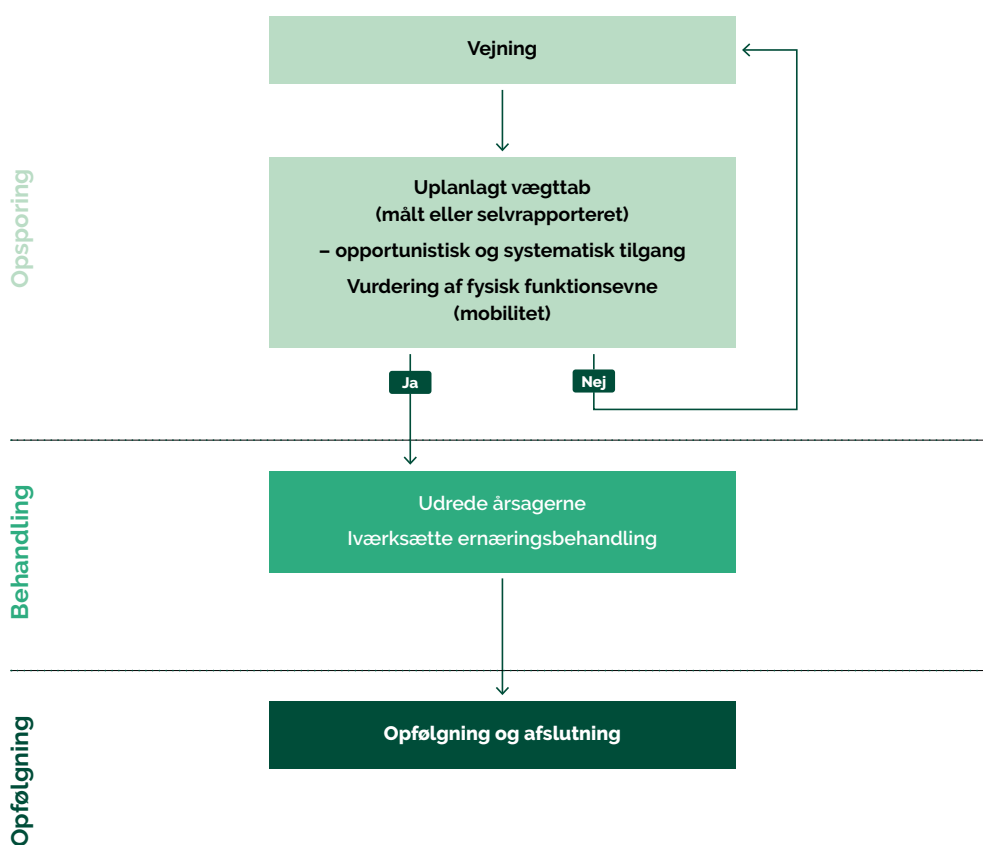 Opsporing
Vejning
Uplanlagt vægttab
(målt eller selvrapporteret)
– opportunistisk og systematisk tilgang
Vurdering af fysisk funktionsevne
(mobilitet)
Ja
Nej
Behandling
Udrede årsagerne
Iværksætte ernæringsbehandling
Opfølgning
Opfølgning og afslutning